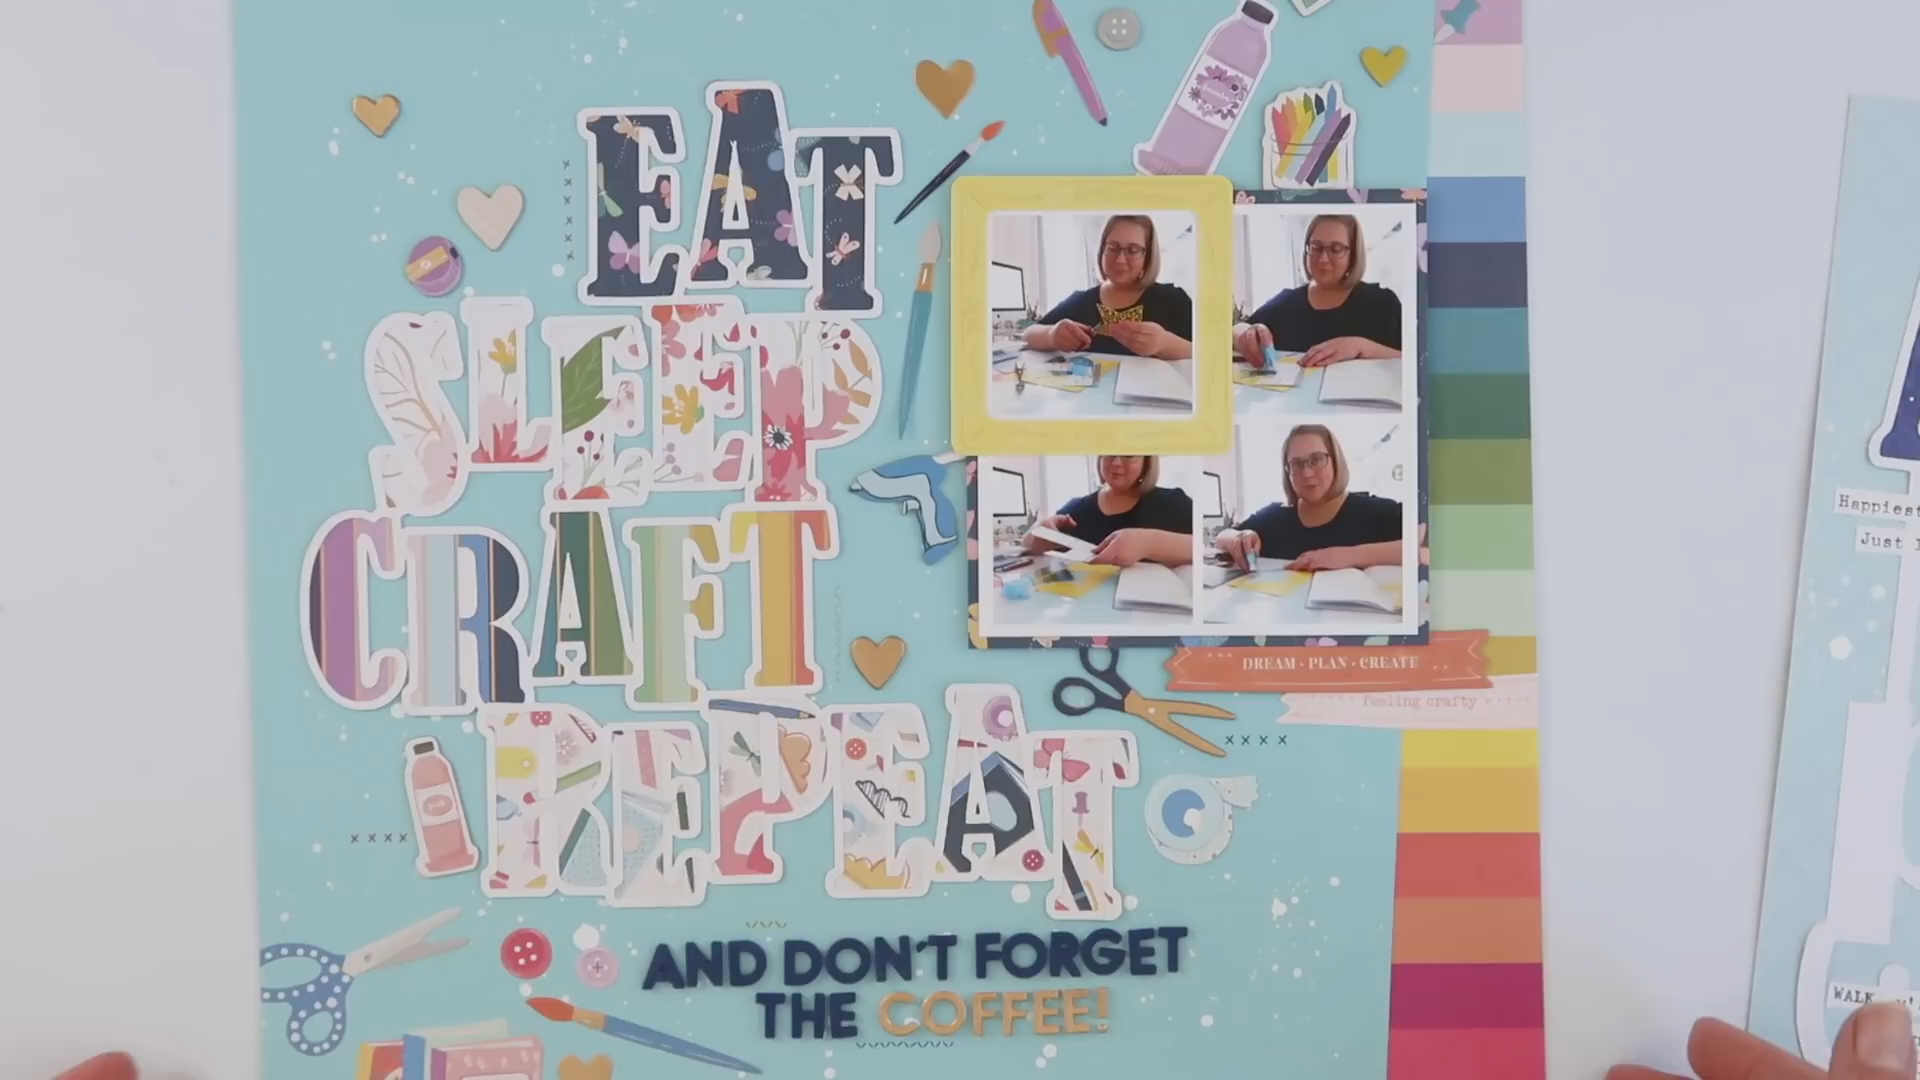 EAT
SLEEP
CRAFT
REPEAT
AND DON'T FORGET
THE COFFEE!
DREAM · PLAN · CREATE
feeling crafty
Happiest
Just
WALK